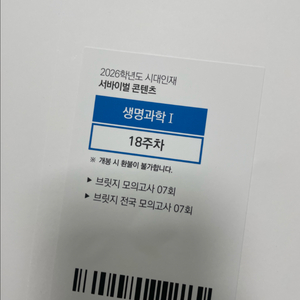 2026학년도 시대인재
서바이벌 콘텐츠
생명과학 I
18주차
※ 개봉 시 환불이 불가합니다.
▶ 브릿지 모의고사 07회
▶ 브릿지 전국 모의고사 07회